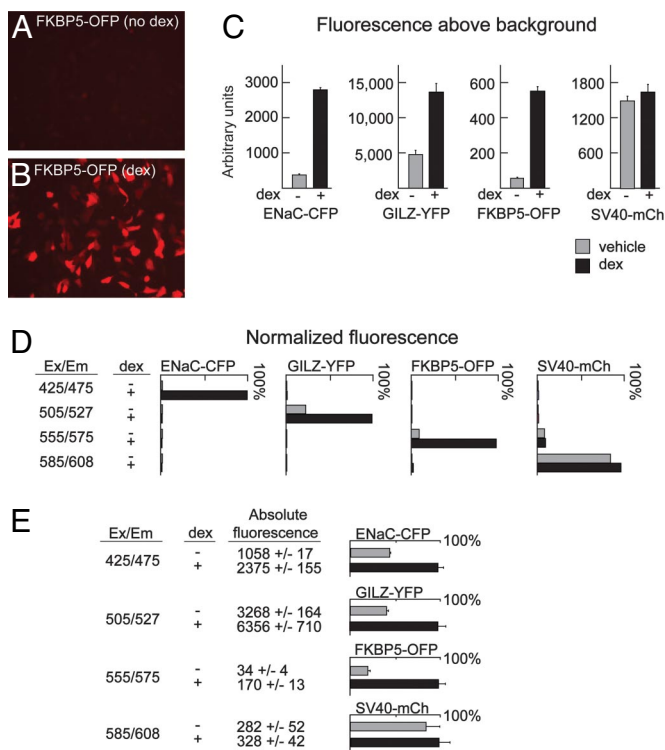 A
FKBP5-OFP (no dex)
B
FKBP5-OFP (dex)
C
Fluorescence above background
Arbitrary units
3000
2000
1000
dex - +
ENaC-CFP
15,000
10,000
5,000
dex - +
GILZ-YFP
600
400
200
dex - +
FKBP5-OFP
1800
1200
600
dex - +
SV40-mCh
vehicle
dex
D
Normalized fluorescence
Ex/Em dex ENaC-CFP 100% GILZ-YFP 100% FKBP5-OFP 100% SV40-mCh 100%
425/475 - +
505/527 - +
555/575 - +
585/608 - +
E
Absolute
Ex/Em dex fluorescence
ENaC-CFP 100%
425/475
- 1058 +/- 17
+ 2375 +/- 155
GILZ-YFP 100%
505/527
- 3268 +/- 164
+ 6356 +/- 710
FKBP5-OFP 100%
555/575
- 34 +/- 4
+ 170 +/- 13
SV40-mCh 100%
585/608
- 282 +/- 52
+ 328 +/- 42